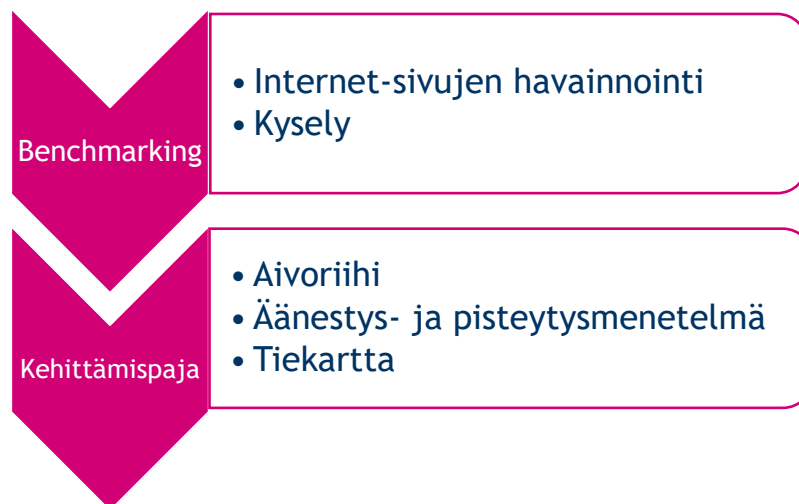 Benchmarking
• Internet-sivujen havainnointi
• Kysely
Kehittämispaja
• Aivoriihi
• Äänestys- ja pisteytysmenetelmä
• Tiekartta